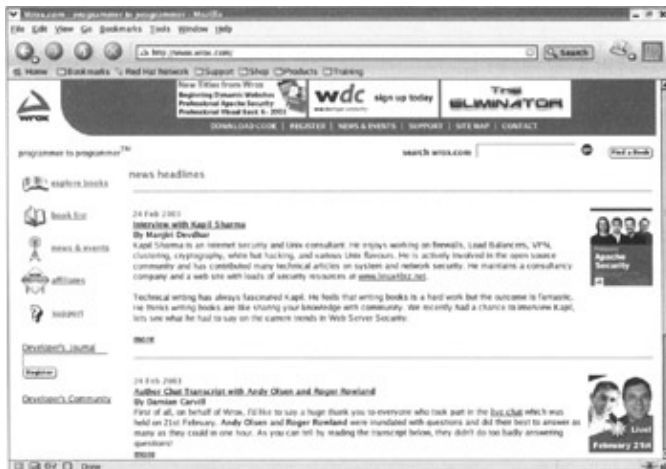 Wrox.com - programmer to programmer - Mozilla
File Edit View Go Bookmarks Tools Window Help
http://www.wrox.com/
Search
Home Bookmarks Red Hat Network Support Shop Products Training
New Titles from Wrox
Beginning Dynamic Websites
Professional Apache Security
Professional Visual Basic 6 - 2003
wdc sign up today
THE ELIMINATOR
wrox
DOWNLOAD CODE | REGISTER | NEWS & EVENTS | SUPPORT | SITE MAP | CONTACT
programmer to programmer™
search wrox.com
Find a Book
explore books
book list
news & events
affiliates
support
Developer's Journal
Register
Developer's Community
news headlines
24 Feb 2003
Interview with Kapil Sharma
By Margiri Devdhar
Kapil Sharma is an internet security and Unix consultant. He enjoys working on firewalls, Load Balancers, VPN,
clustering, cryptography, white hat hacking, and various Unix flavours. He is actively involved in the open source
community and has contributed many technical articles on system and network security. He maintains a consultancy
company and a web site with loads of security resources at www.linux4biz.net.
Technical writing has always fascinated Kapil. He feels that writing books is a hard work but the outcome is fantastic.
He thinks writing books are like sharing your knowledge with community. We recently had a chance to interview Kapil,
lets see what he had to say on the current trends in Web Server Security.
more
Apache
Security
24 Feb 2003
Author Chat Transcript with Andy Olsen and Roger Rowland
By Damian Carvill
First of all, on behalf of Wrox, I'd like to say a huge thank you to everyone who took part in the live chat which was
held on 21st February. Andy Olsen and Roger Rowland were inundated with questions and did their best to answer as
many as they could in one hour. As you can tell by reading the transcript below, they didn't do too badly answering
questions!
more
Live!
February 21st
Done